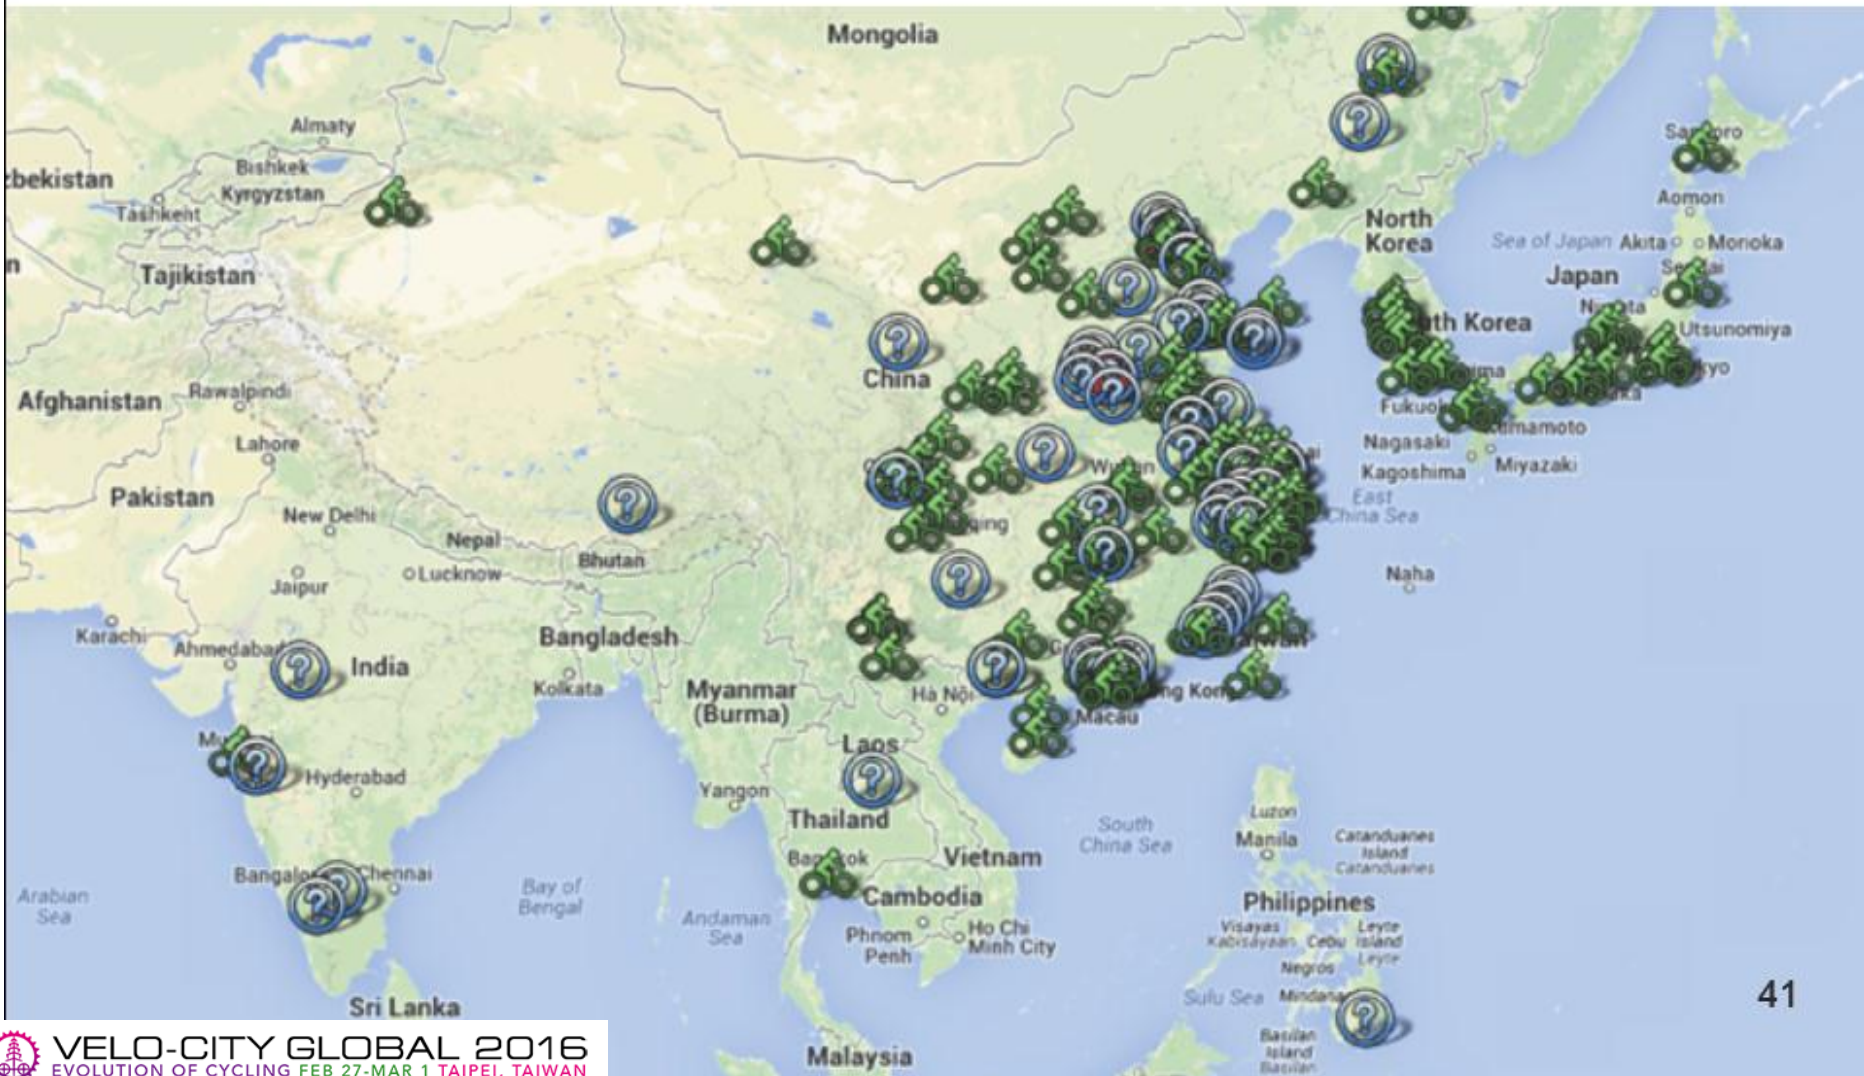 Mongolia
Almaty
Bishkek
Kyrgyzstan
zbekistan
Tashkent
Tajikistan
North
Korea
Aomori
Sea of Japan
Akita
Morioka
Japan
Utsunomiya
China
Afghanistan
Rawalpindi
Lahore
Nagasaki
Kagoshima
Miyazaki
Pakistan
New Delhi
Nepal
Bhutan
East
China Sea
Jaipur
Lucknow
Naha
Karachi
Ahmedabad
India
Bangladesh
Kolkata
Myanmar
(Burma)
Hà Nội
Macau
Laos
Hyderabad
Yangon
Thailand
South
China Sea
Luzon
Manila
Catanduanes
Island
Catanduanes
Vietnam
Chennai
Cambodia
Arabian
Sea
Bay of
Bengal
Andaman
Sea
Phnom
Penh
Ho Chi
Minh City
Philippines
Visayas
Kabisayaan
Cebu
Leyte
Island
Leyte
Negros
Sulu Sea
Basilan
Island
Basilan
Sri Lanka
Malaysia
41
VELO-CITY GLOBAL 2016
EVOLUTION OF CYCLING FEB 27-MAR 1 TAIPEI, TAIWAN